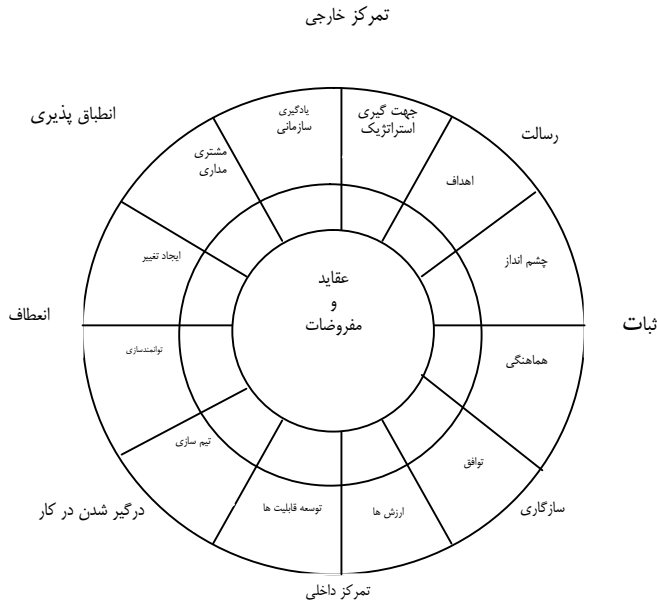 تمرکز خارجی
انطباق پذیری
رسالت
جهت گیری
استراتژیک
یادگیری
سازمانی
مشتری
مداری
اهداف
چشم انداز
ایجاد تغییر
عقاید
و
مفروضات
ثبات
انعطاف
هماهنگی
توانمندسازی
توافق
تیم سازی
ارزش ها
توسعه قابلیت ها
سازگاری
درگیر شدن در کار
تمرکز داخلی